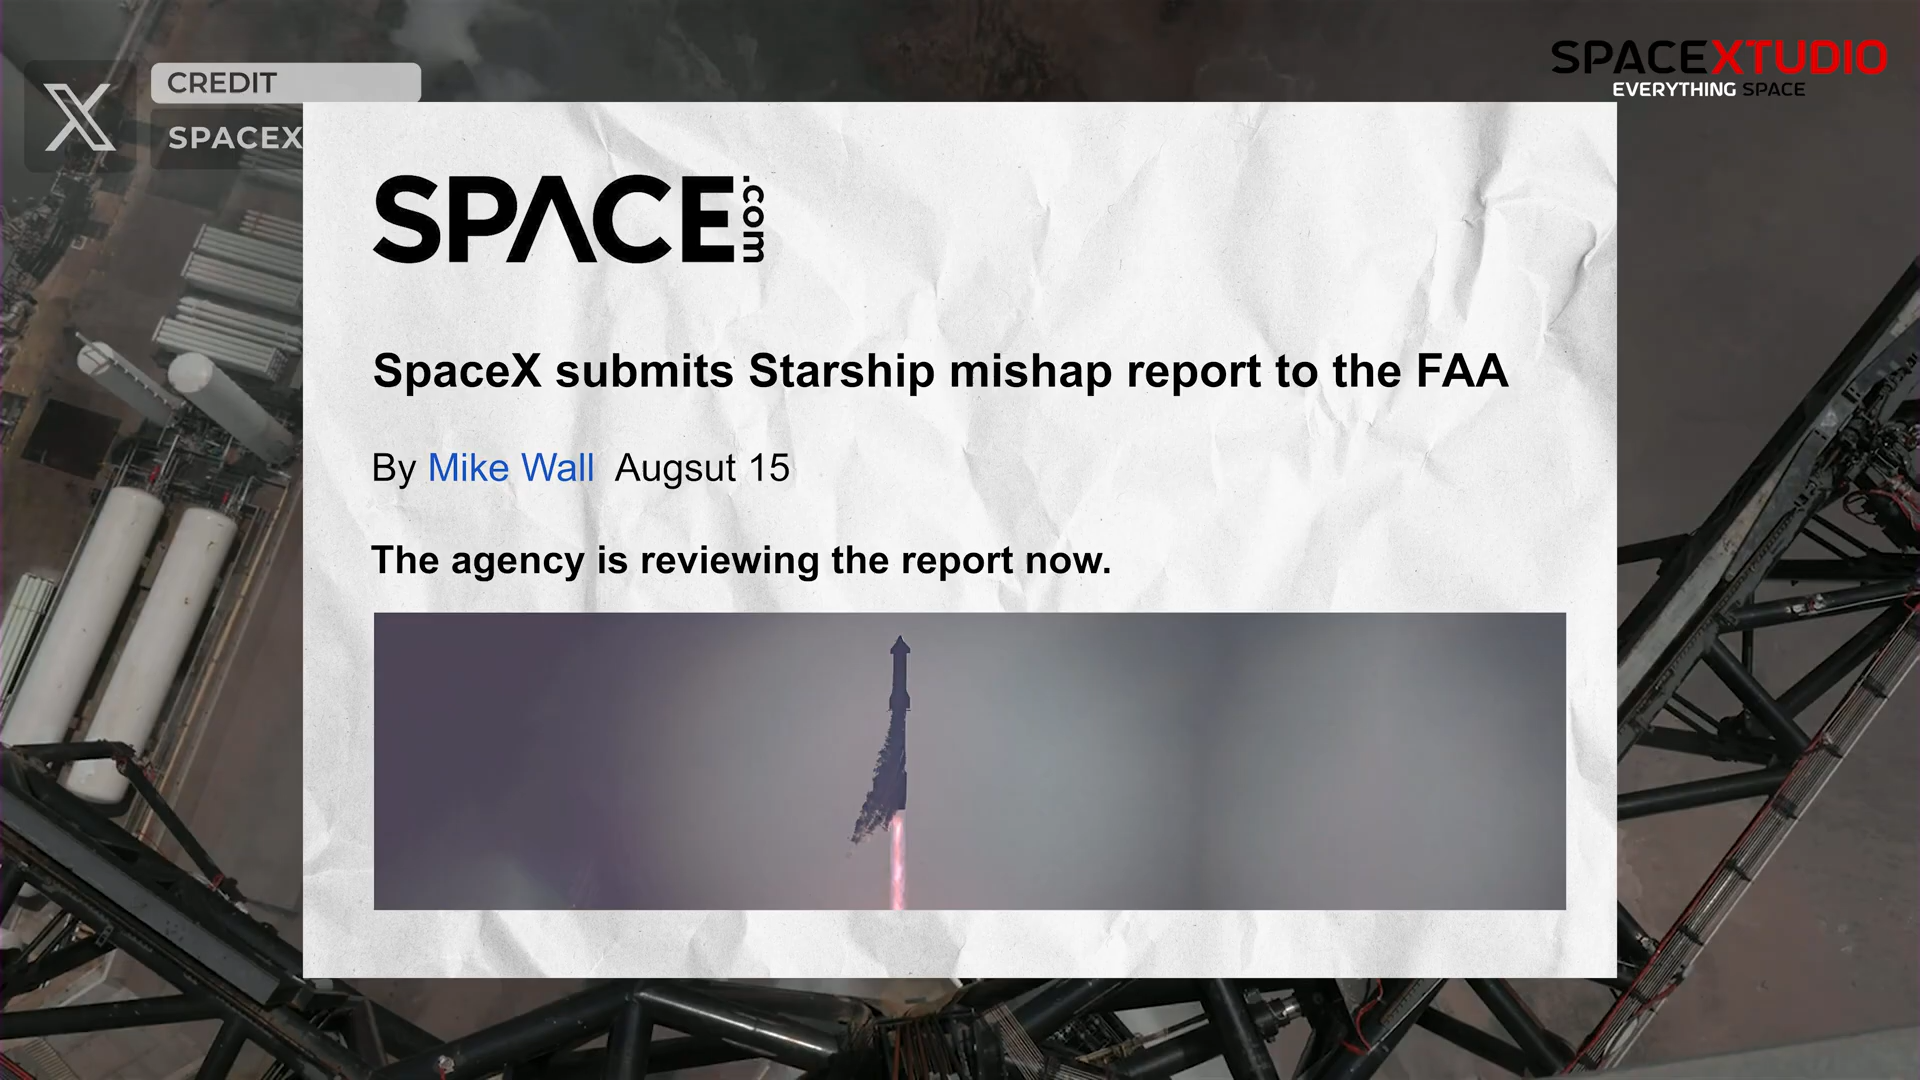 CREDIT
SPACEX
SPACEXTUDIO
EVERYTHING SPACE
SPACE.com
SpaceX submits Starship mishap report to the FAA
By Mike Wall Augsut 15
The agency is reviewing the report now.